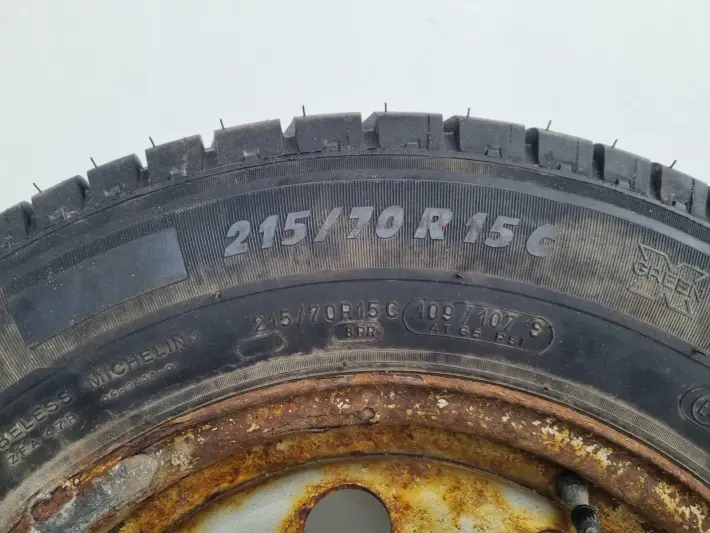 215/70 R 15 C
GREEN
215/70R15C 109/107 S
8PR AT 65 PSI
MICHELIN